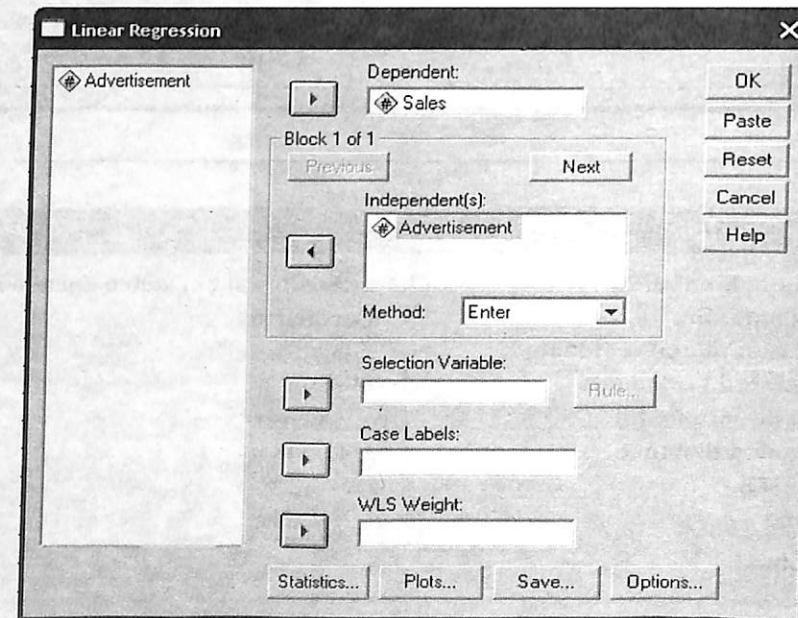 Linear Regression
Advertisement
Dependent:
Sales
OK
Paste
Block 1 of 1
Previous
Next
Reset
Independent(s):
Cancel
Advertisement
Help
Method: Enter
Selection Variable:
Rule...
Case Labels:
WLS Weight:
Statistics... Plots... Save... Options...